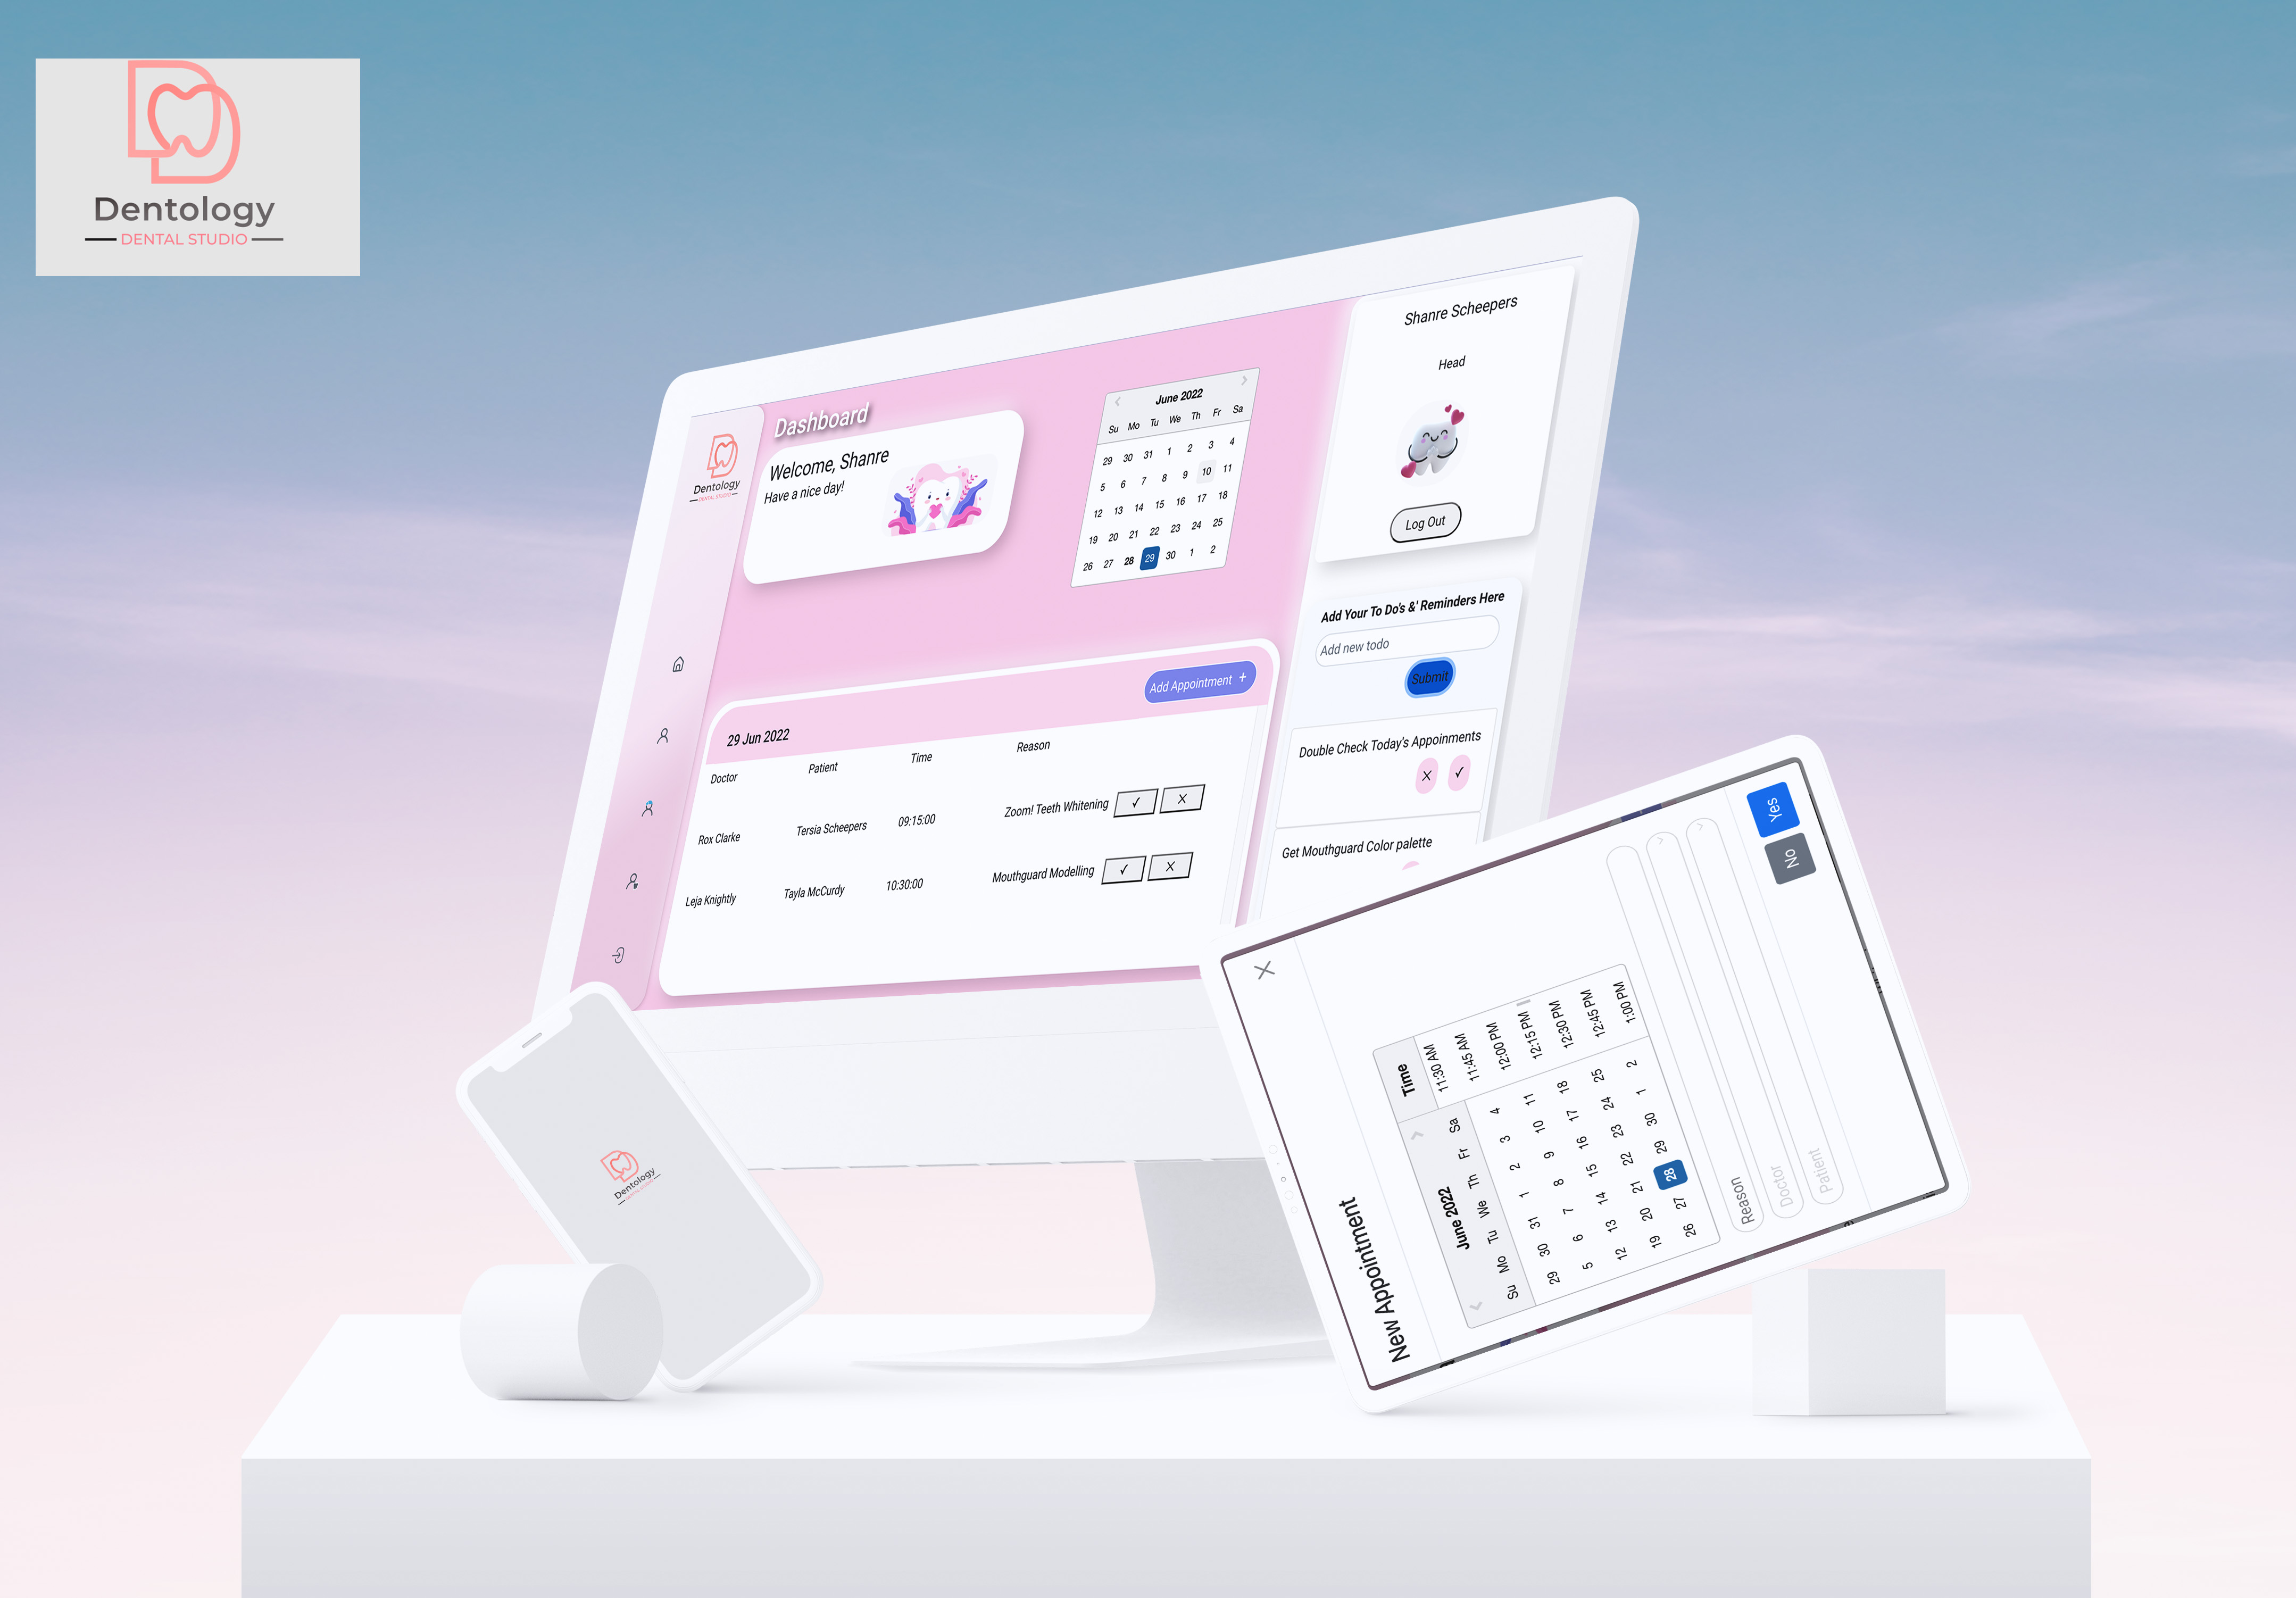 Dentology
DENTAL STUDIO
Dentology
DENTAL STUDIO
Dashboard
Welcome, Shanre
Have a nice day!
June 2022
Su Mo Tu We Th Fr Sa
29 30 31 1 2 3 4
5 6 7 8 9 10 11
12 13 14 15 16 17 18
19 20 21 22 23 24 25
26 27 28 29 30 1 2
Shanre Scheepers
Head
Log Out
Add Your To Do's &' Reminders Here
Add new todo
Submit
Double Check Today's Appoinments
X ✓
Get Mouthguard Color palette
29 Jun 2022
Add Appointment +
Doctor Patient Time Reason
Rox Clarke Tersia Scheepers 09:15:00 Zoom! Teeth Whitening ✓ X
Leja Knightly Tayla McCurdy 10:30:00 Mouthguard Modelling ✓ X
Dentology
DENTAL STUDIO
New Appointment
June 2022
Su Mo Tu We Th Fr Sa
29 30 31 1 2 3 4
5 6 7 8 9 10 11
12 13 14 15 16 17 18
19 20 21 22 23 24 25
26 27 28 29 30 1 2
Time
11:30 AM
11:45 AM
12:00 PM
12:15 PM
12:30 PM
12:45 PM
1:00 PM
Reason
Doctor
Patient
No Yes